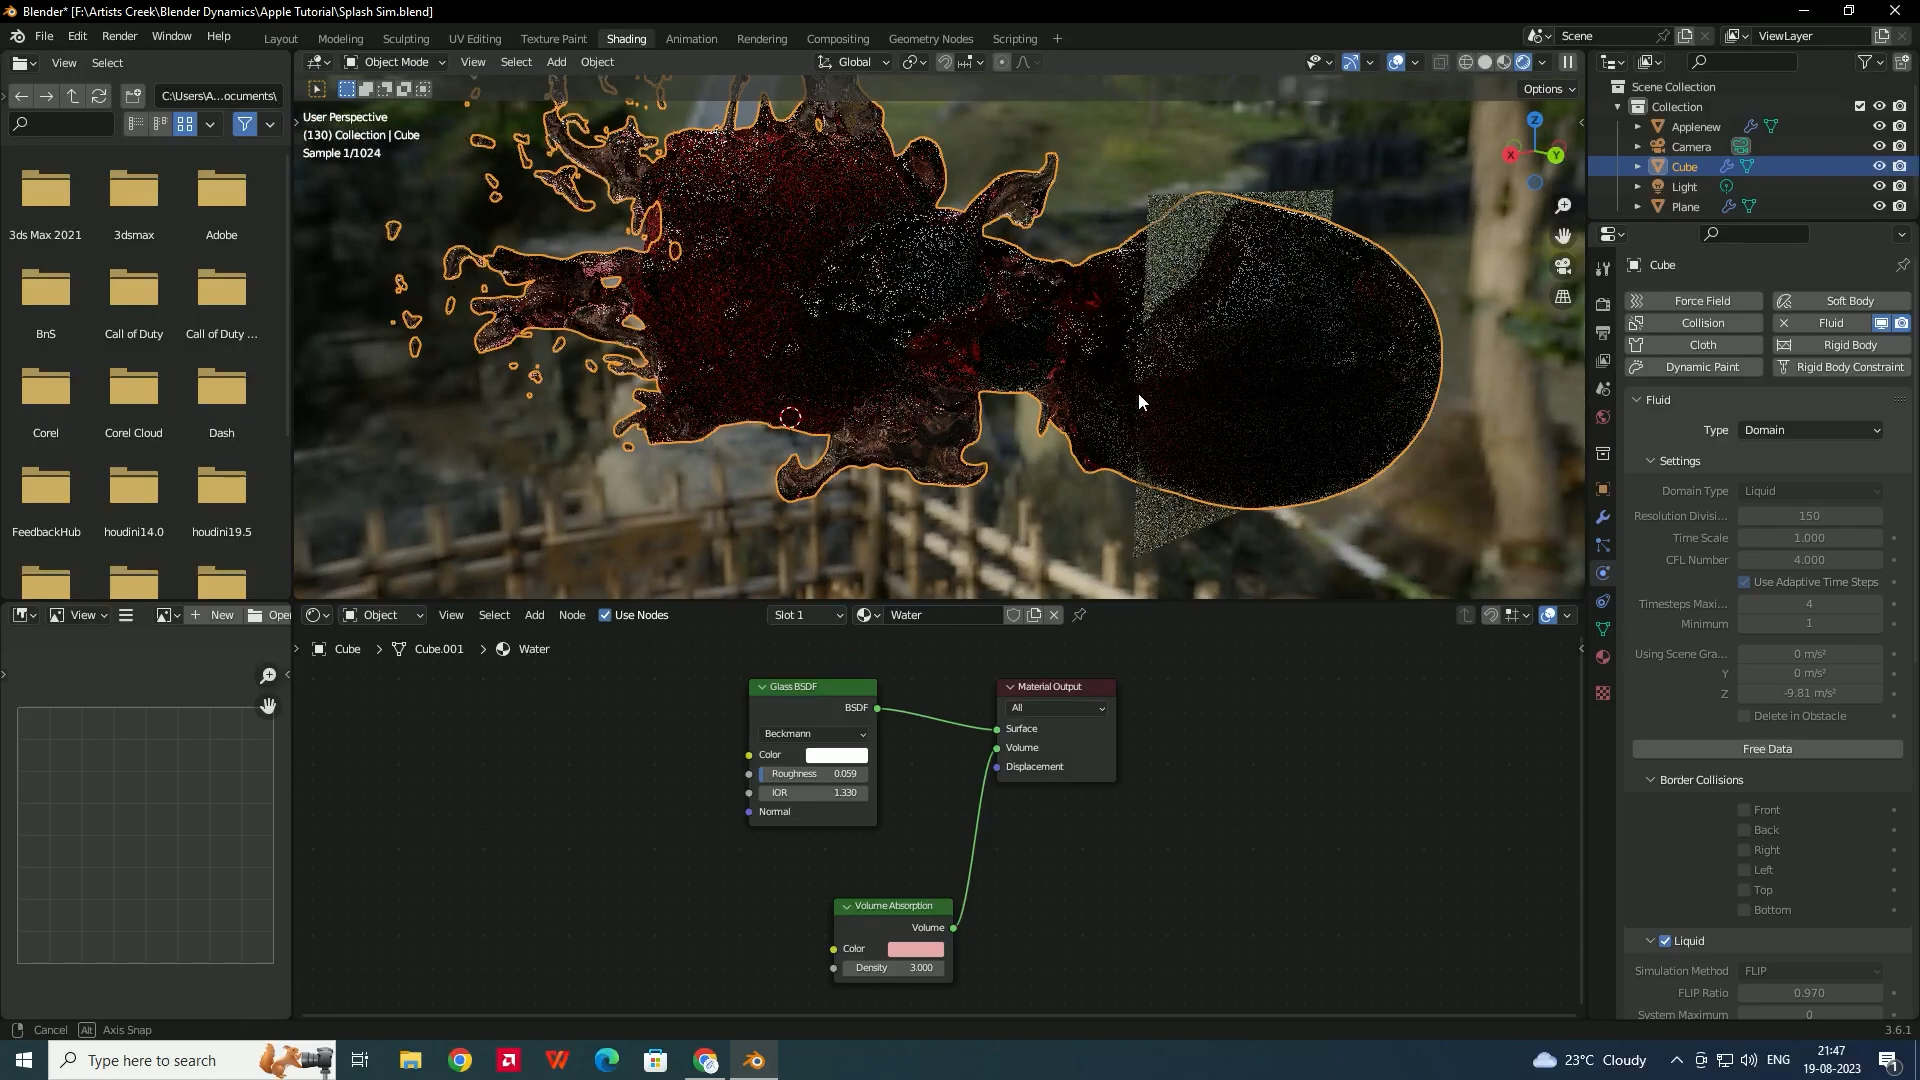 Blender* [F:\Artists Creek\Blender Dynamics\Apple Tutorial\Splash Sim.blend]
File Edit Render Window Help
Layout Modeling Sculpting UV Editing Texture Paint Shading Animation Rendering Compositing Geometry Nodes Scripting +
Scene
ViewLayer
View Select
Object Mode View Select Add Object
Global
C:\Users\A...ocuments\
Options
User Perspective
(130) Collection | Cube
Sample 1/1024
Z
X
Y
3ds Max 2021
3dsmax
Adobe
BnS
Call of Duty
Call of Duty ...
Corel
Corel Cloud
Dash
FeedbackHub
houdini14.0
houdini19.5
Scene Collection
Collection
Applenew
Camera
Cube
Light
Plane
Cube
Force Field
Soft Body
Collision
Fluid
Cloth
Rigid Body
Dynamic Paint
Rigid Body Constraint
Fluid
Type Domain
Settings
Domain Type Liquid
Resolution Divisi... 150
Time Scale 1.000
CFL Number 4.000
Use Adaptive Time Steps
Timesteps Maxi... 4
Minimum 1
Using Scene Gra... 0 m/s²
Y 0 m/s²
Z -9.81 m/s²
Delete in Obstacle
Free Data
Border Collisions
Front
Back
Right
Left
Top
Bottom
Liquid
Simulation Method FLIP
FLIP Ratio 0.970
System Maximum 0
View
New
Open
Object View Select Add Node Use Nodes
Slot 1
Water
Cube > Cube.001 > Water
Glass BSDF
BSDF
Beckmann
Color
Roughness 0.059
IOR 1.330
Normal
Material Output
All
Surface
Volume
Displacement
Volume Absorption
Volume
Color
Density 3.000
Cancel Alt Axis Snap
3.6.1
Type here to search
23°C Cloudy
ENG
21:47
19-08-2023
1